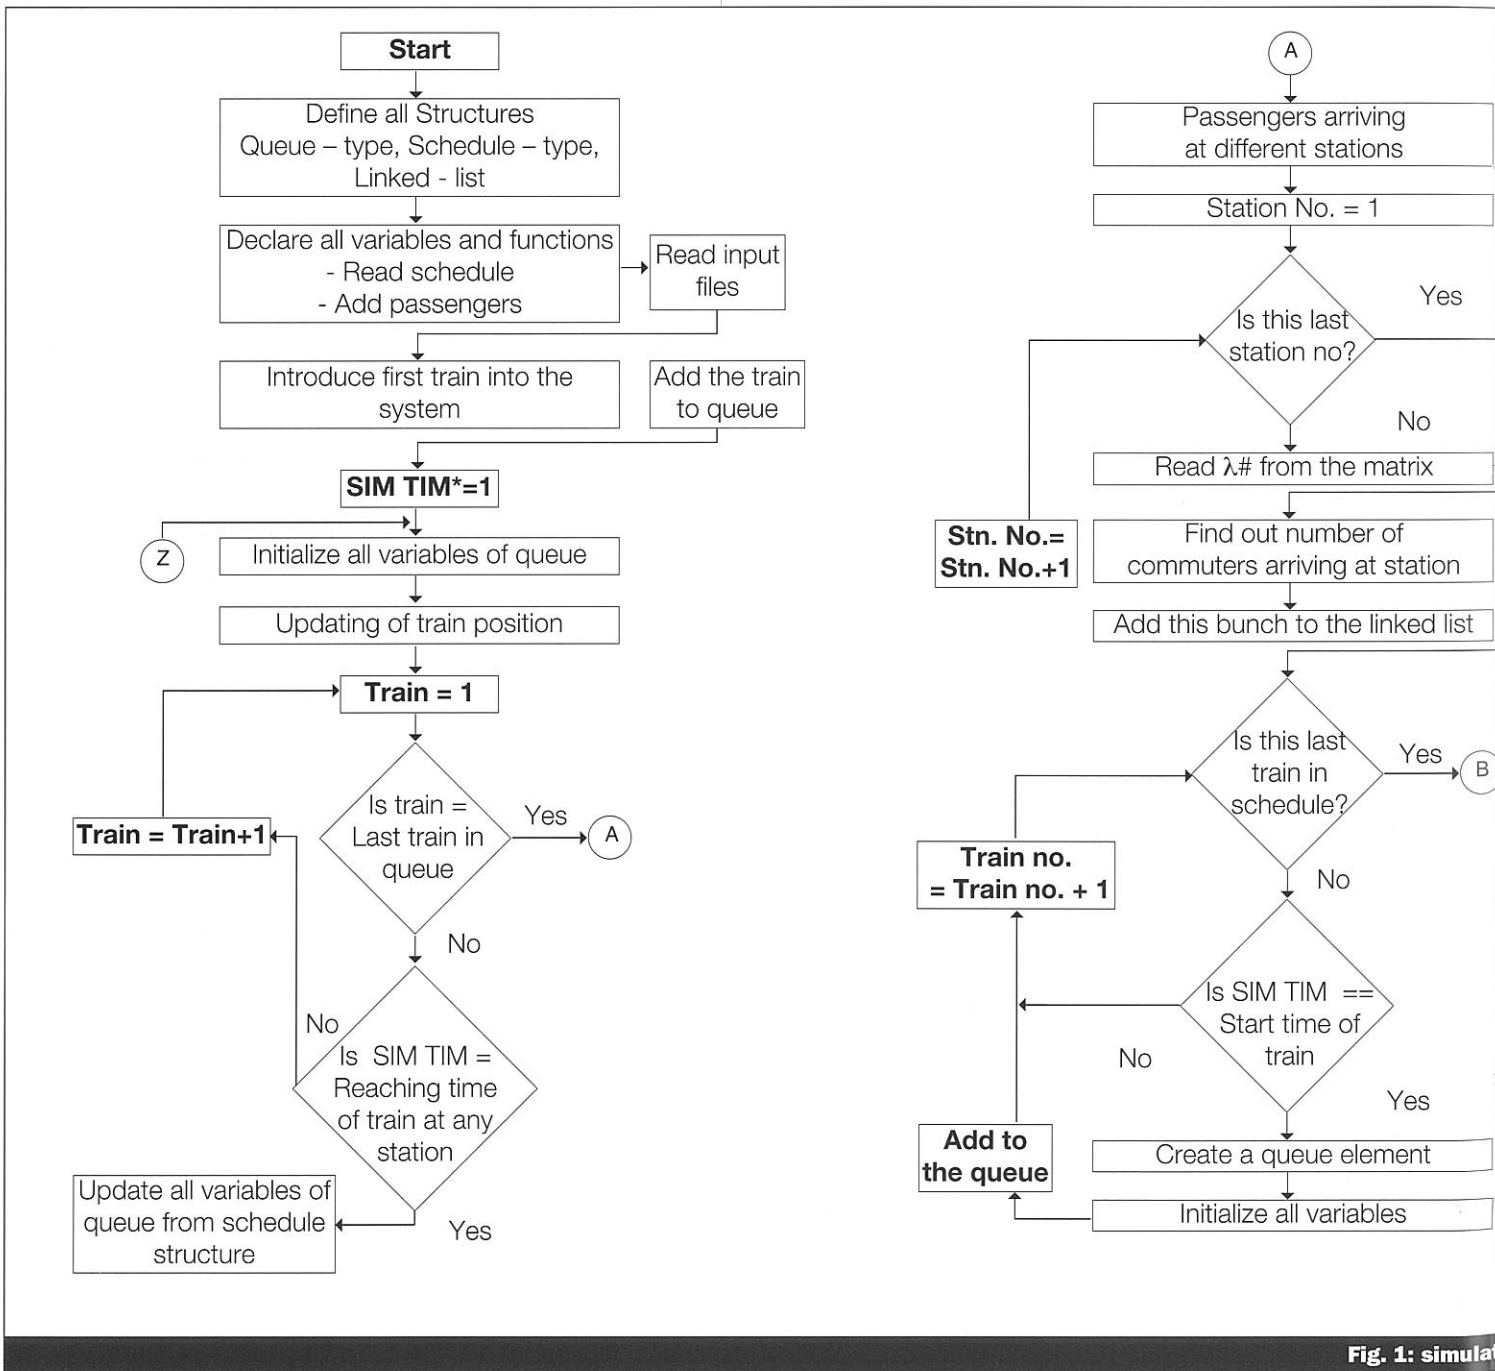 Start
Define all Structures
Queue – type, Schedule – type,
Linked - list
Declare all variables and functions
- Read schedule
- Add passengers
Read input
files
Introduce first train into the
system
Add the train
to queue
SIM TIM*=1
Z
Initialize all variables of queue
Updating of train position
Train = 1
Is train =
Last train in
queue
Yes
A
Train = Train+1
No
No
Is SIM TIM =
Reaching time
of train at any
station
Yes
Update all variables of
queue from schedule
structure
A
Passengers arriving
at different stations
Station No. = 1
Is this last
station no?
Yes
No
Read λ# from the matrix
Stn. No.=
Stn. No.+1
Find out number of
commuters arriving at station
Add this bunch to the linked list
Is this last
train in
schedule?
Yes
B
No
Train no.
= Train no. + 1
Is SIM TIM ==
Start time of
train
No
Yes
Create a queue element
Add to
the queue
Initialize all variables
Fig. 1: simulat